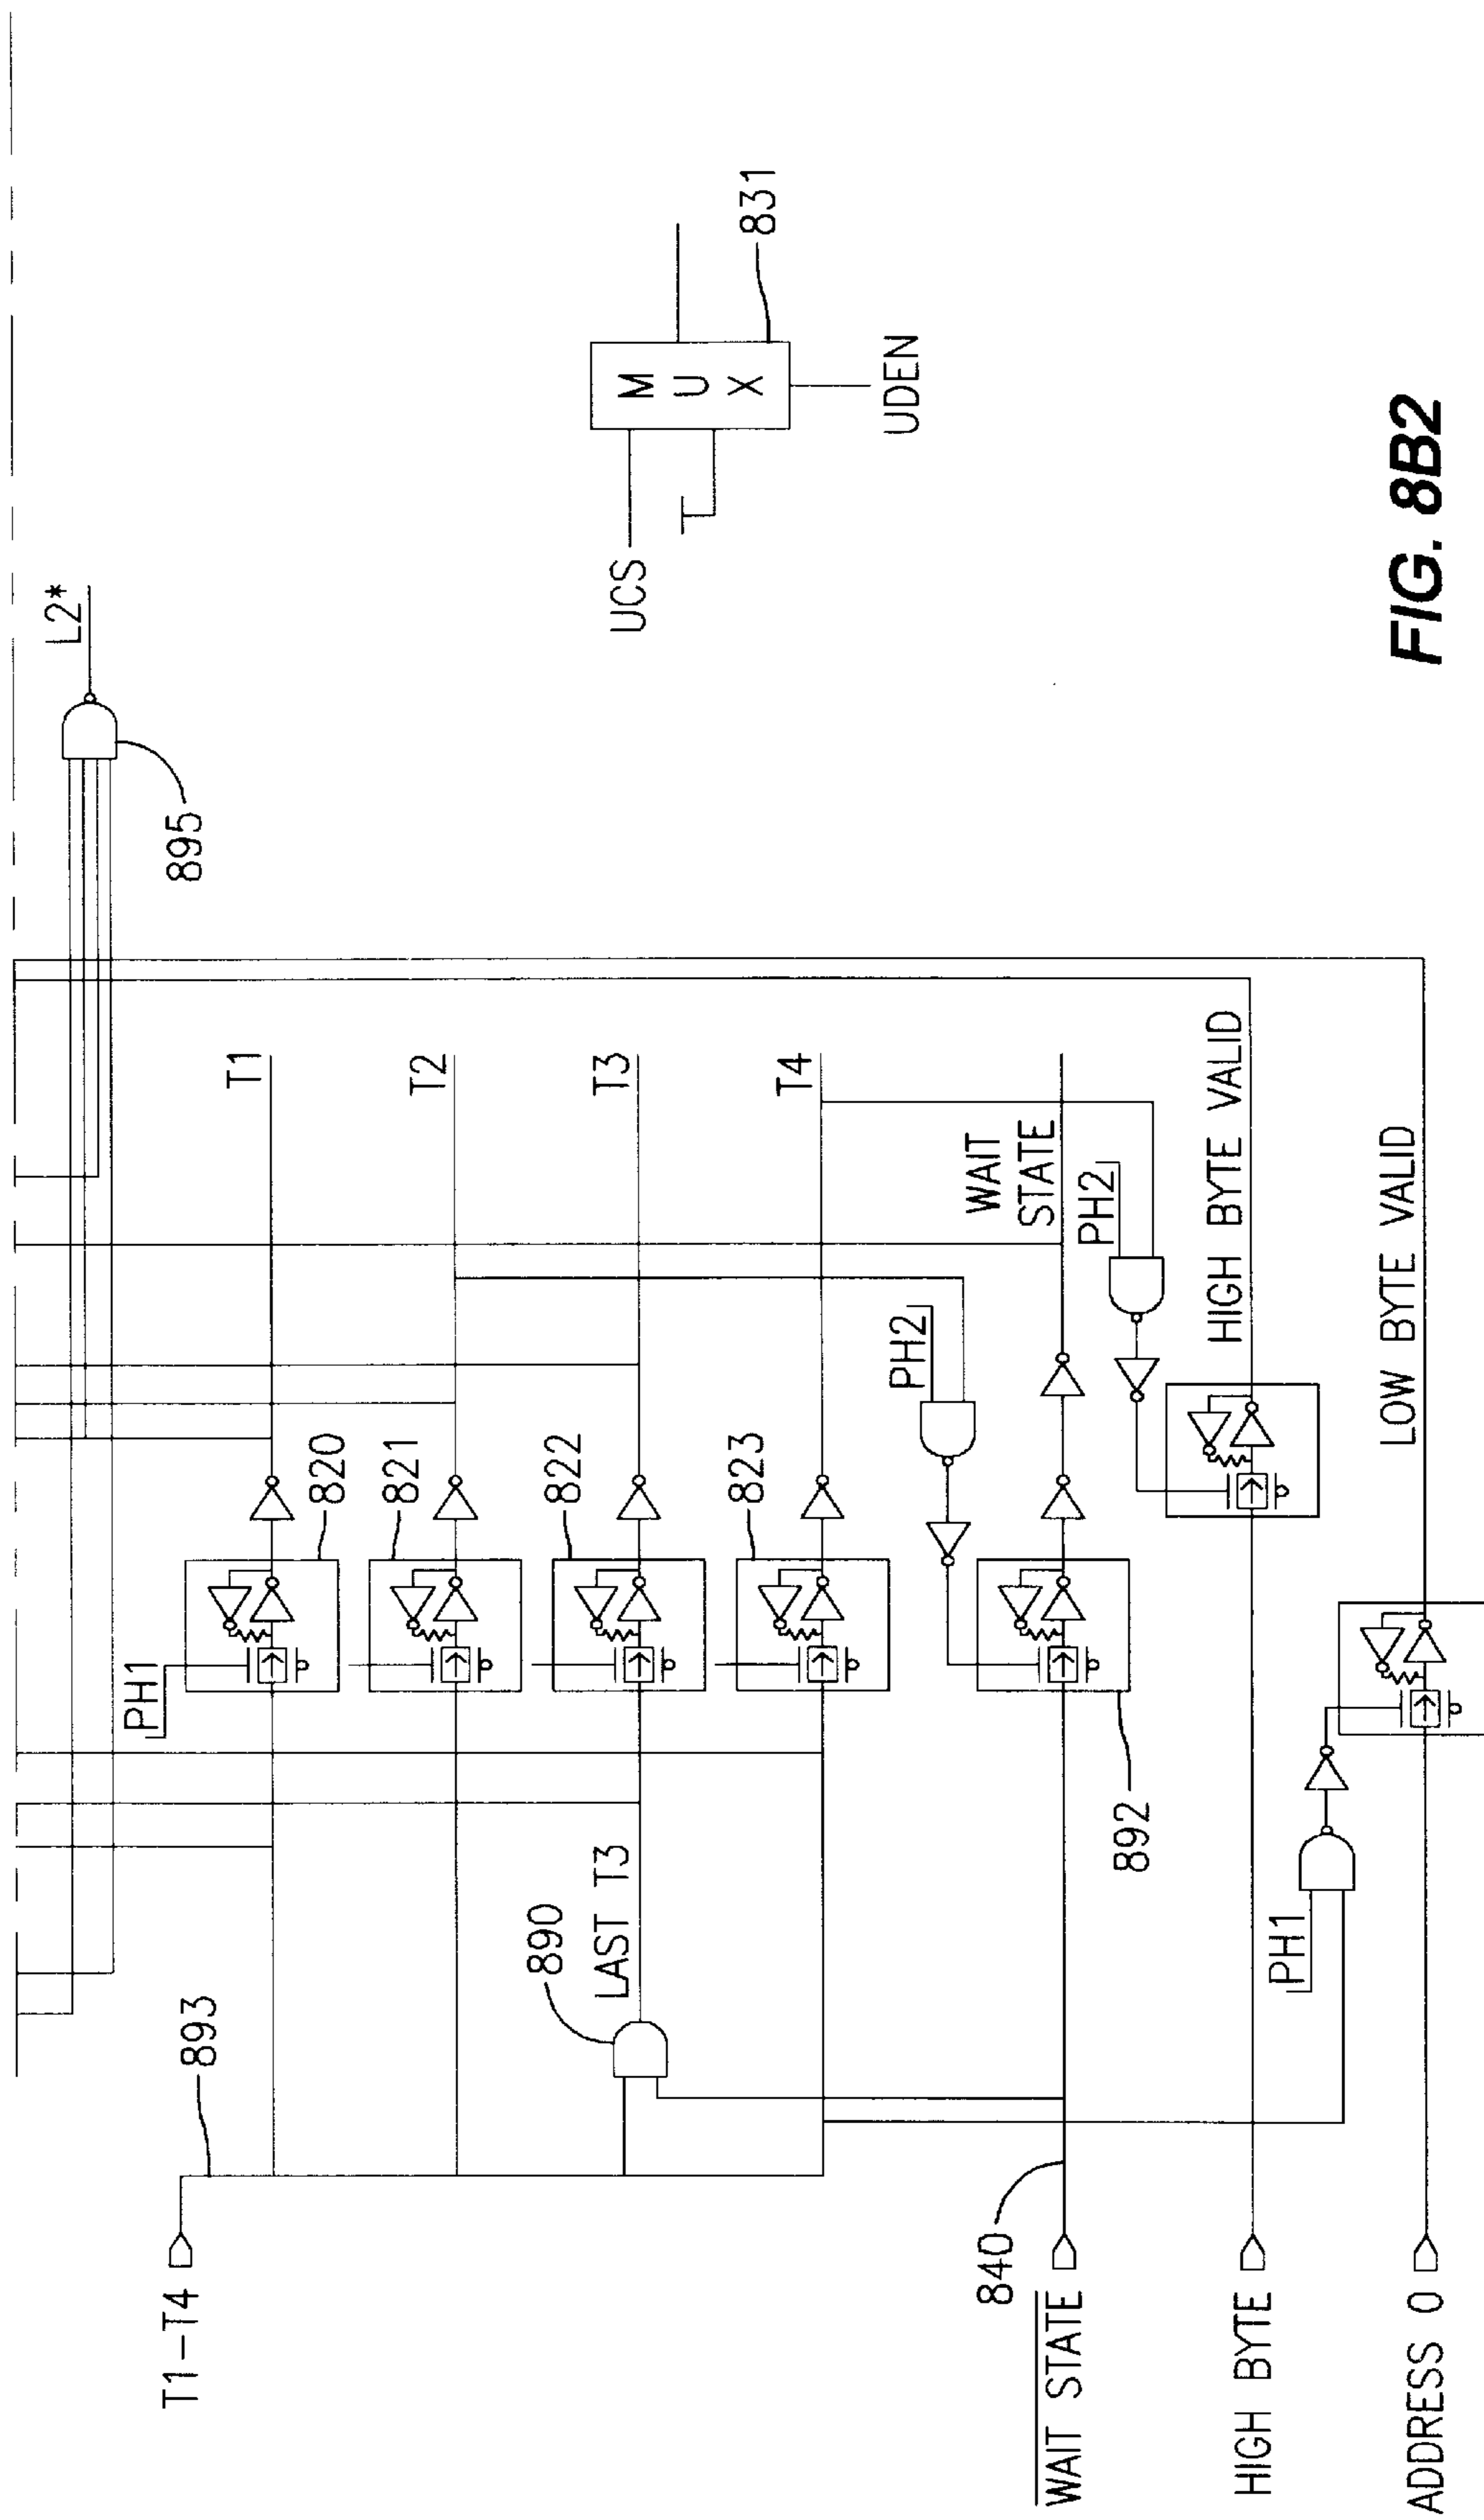 L2*
895
T1-T4
893
T1
PH1
820
T2
821
890
LAST T3
T3
822
T4
823
UCS
M
U
X
831
UDEN
PH2
840
WAIT STATE
892
WAIT
STATE
PH2
HIGH BYTE
HIGH BYTE VALID
PH1
ADDRESS 0
LOW BYTE VALID
FIG. 8B2